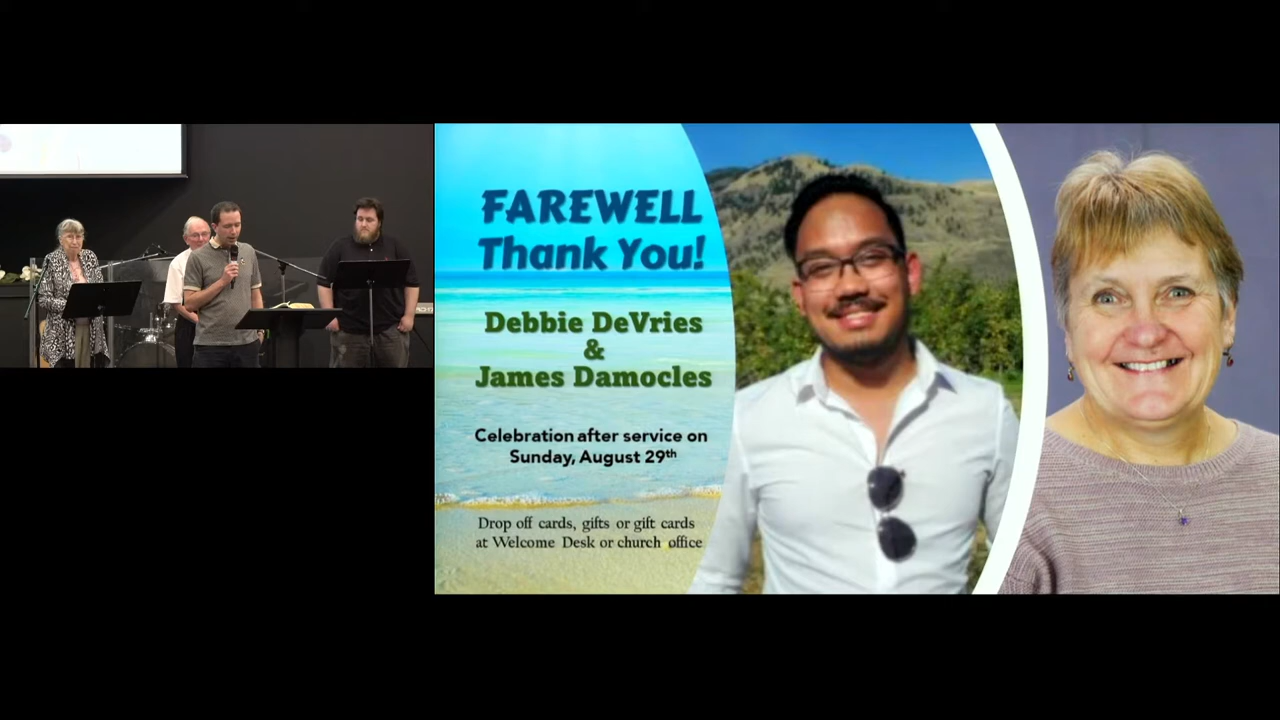 FAREWELL
Thank You!
Debbie DeVries
&
James Damocles
Celebration after service on
Sunday, August 29th
Drop off cards, gifts or gift cards
at Welcome Desk or church office